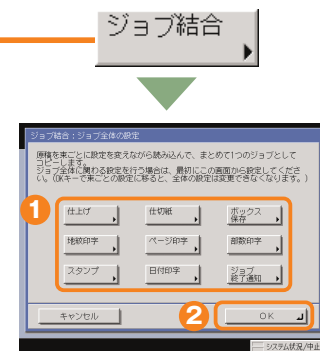 ジョブ結合
ジョブ結合：ジョブ全体の設定
原稿を束ごとに設定を変えながら読み込んで、まとめて1つのジョブとして
コピーします。
ジョブ全体に関わる設定を行う場合は、最初にこの画面から設定してくださ
い。（OKキーで束ごとの設定に移ると、全体の設定は変更できなくなります。）
1
仕上げ
仕切紙
ボックス
保存
地紋印字
ページ印字
部数印字
スタンプ
日付印字
ジョブ
終了通知
キャンセル
2
OK
システム状況/中止